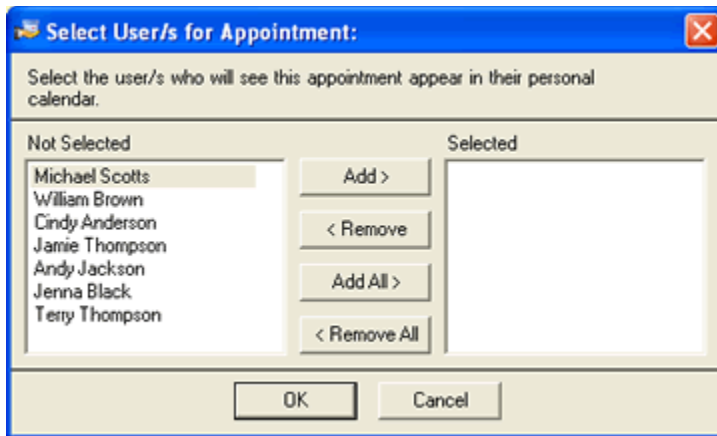 Select User/s for Appointment:
Select the user/s who will see this appointment appear in their personal
calendar.
Not Selected
Selected
Michael Scotts
William Brown
Cindy Anderson
Jamie Thompson
Andy Jackson
Jenna Black
Terry Thompson
Add >
< Remove
Add All >
< Remove All
OK
Cancel